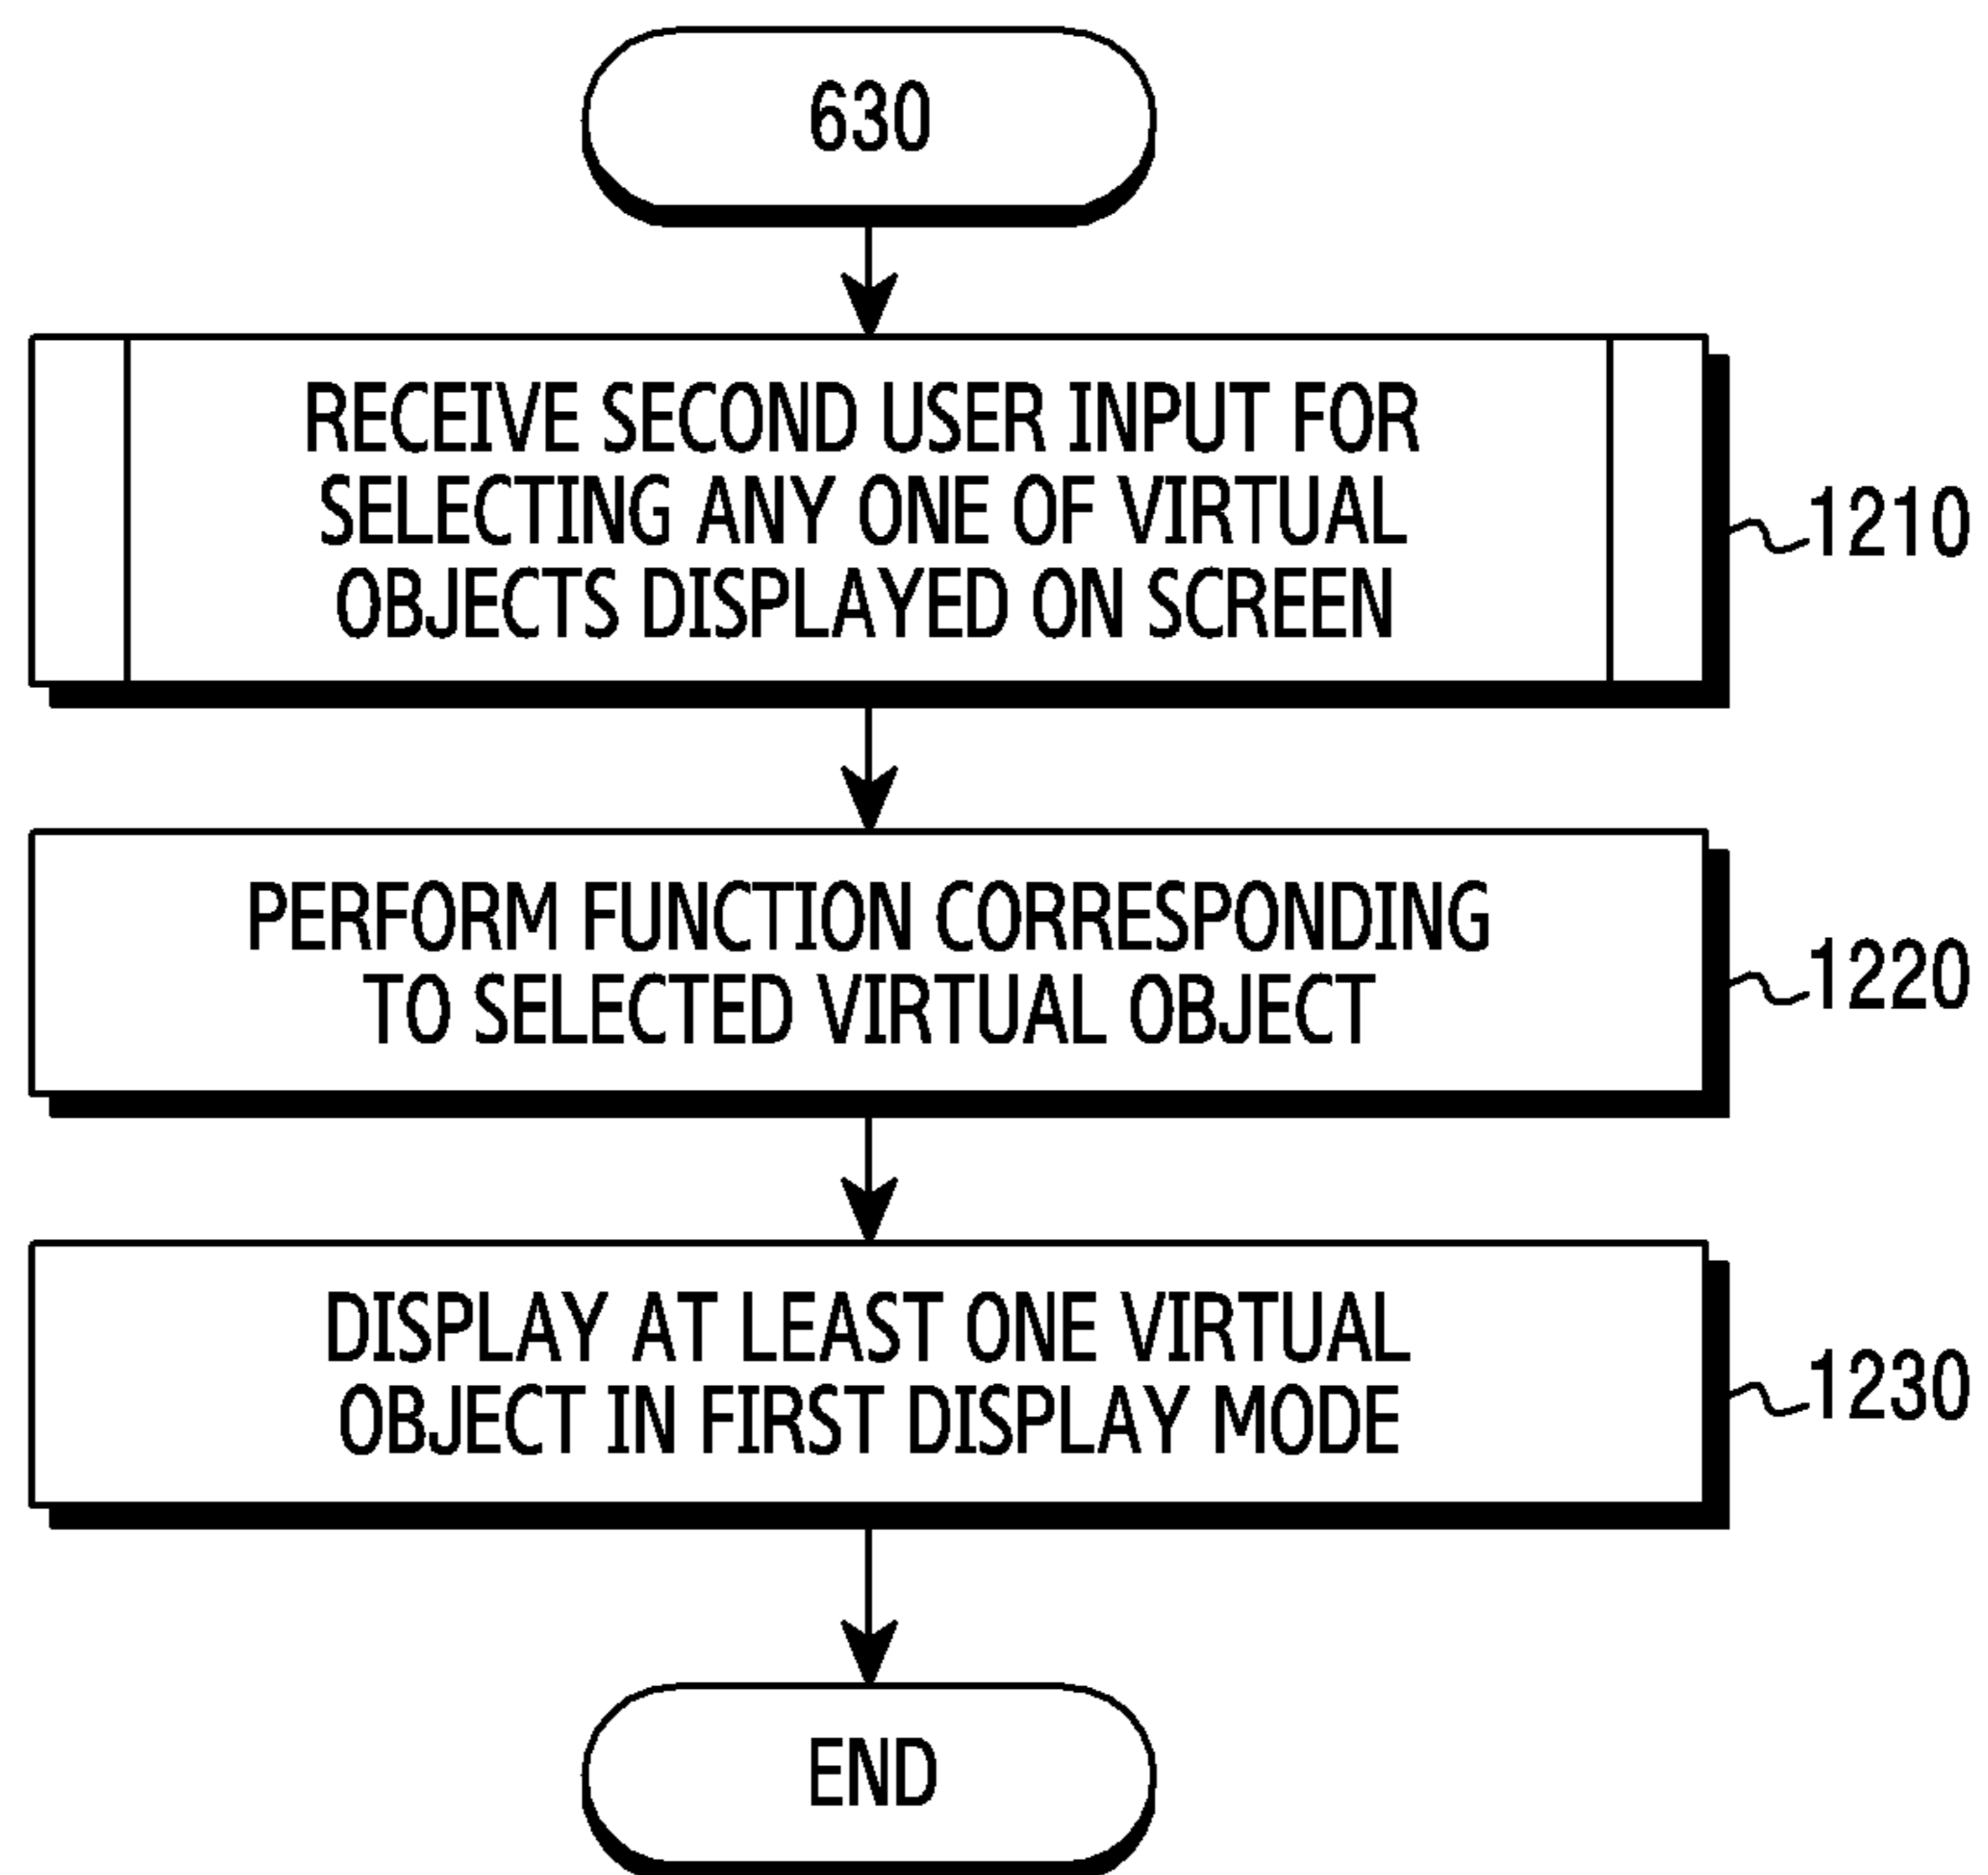 630
RECEIVE SECOND USER INPUT FOR
SELECTING ANY ONE OF VIRTUAL
OBJECTS DISPLAYED ON SCREEN
1210
PERFORM FUNCTION CORRESPONDING
TO SELECTED VIRTUAL OBJECT
1220
DISPLAY AT LEAST ONE VIRTUAL
OBJECT IN FIRST DISPLAY MODE
1230
END